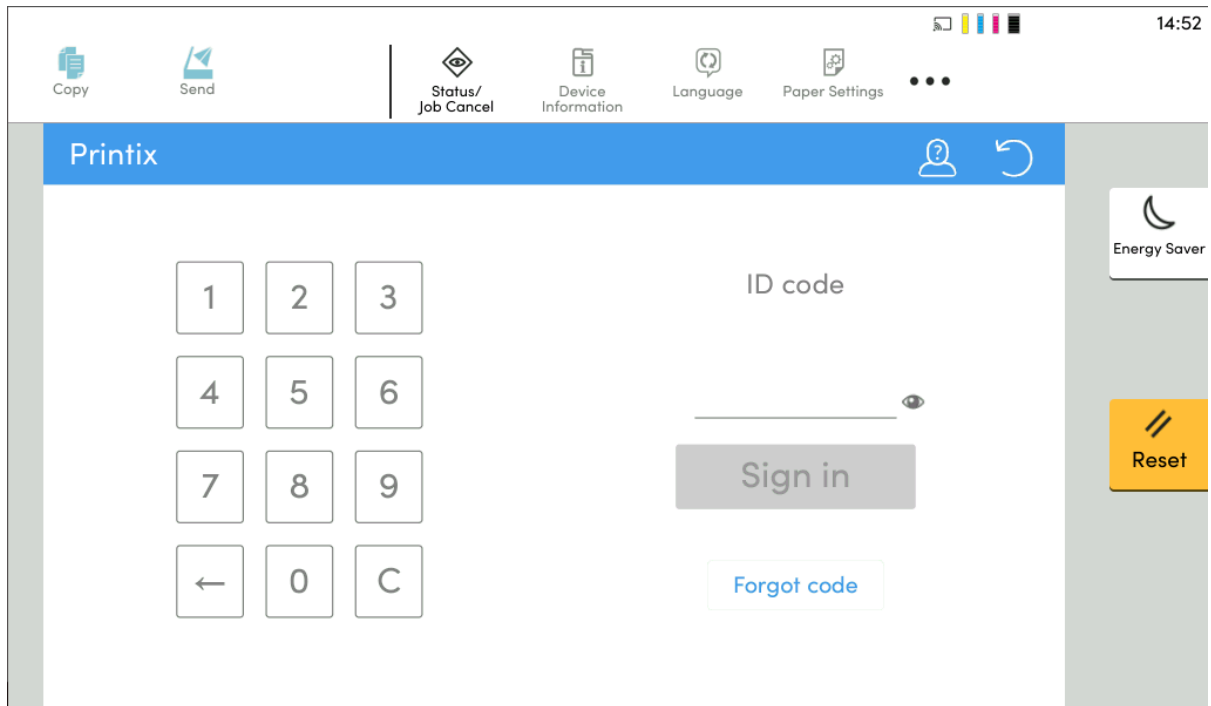 14:52
Copy
Send
Status/
Job Cancel
Device
Information
Language
Paper Settings
Printix
Energy Saver
ID code
1 2 3
4 5 6
7 8 9
← 0 C
Sign in
Forgot code
Reset